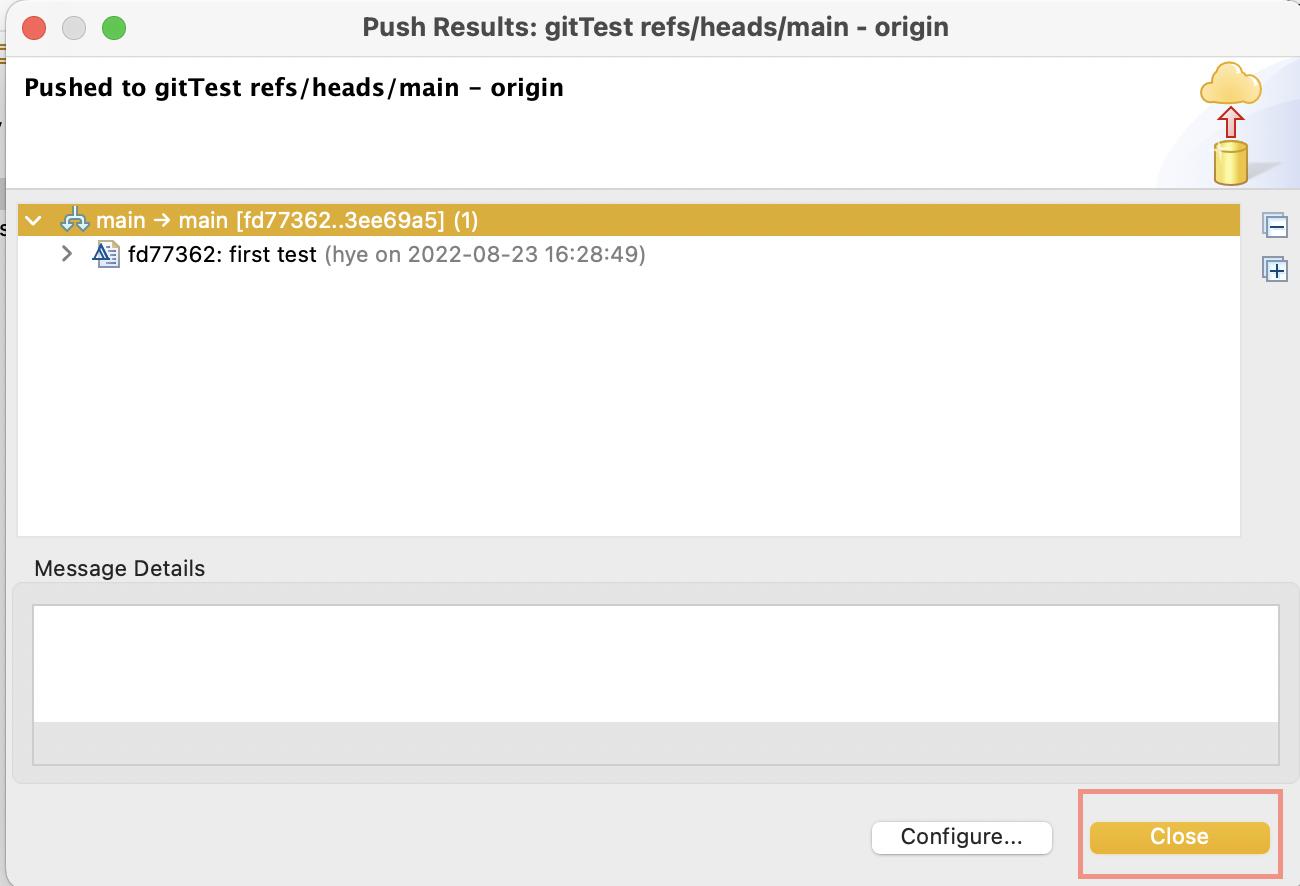 Push Results: gitTest refs/heads/main - origin
Pushed to gitTest refs/heads/main - origin
main → main [fd77362..3ee69a5] (1)
fd77362: first test (hye on 2022-08-23 16:28:49)
Message Details
Configure...
Close